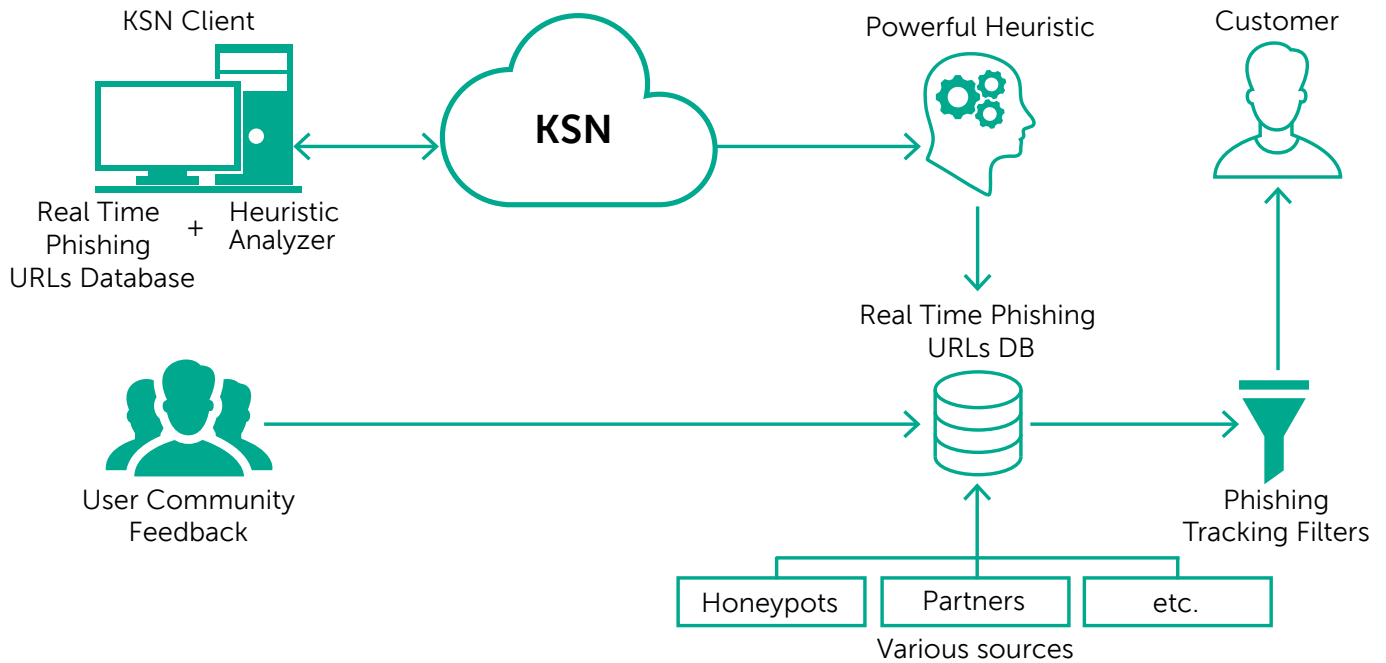 KSN Client
KSN
Powerful Heuristic
Customer
Real Time
Phishing
URLs Database
+
Heuristic
Analyzer
Real Time Phishing
URLs DB
User Community
Feedback
Phishing
Tracking Filters
Honeypots
Partners
etc.
Various sources